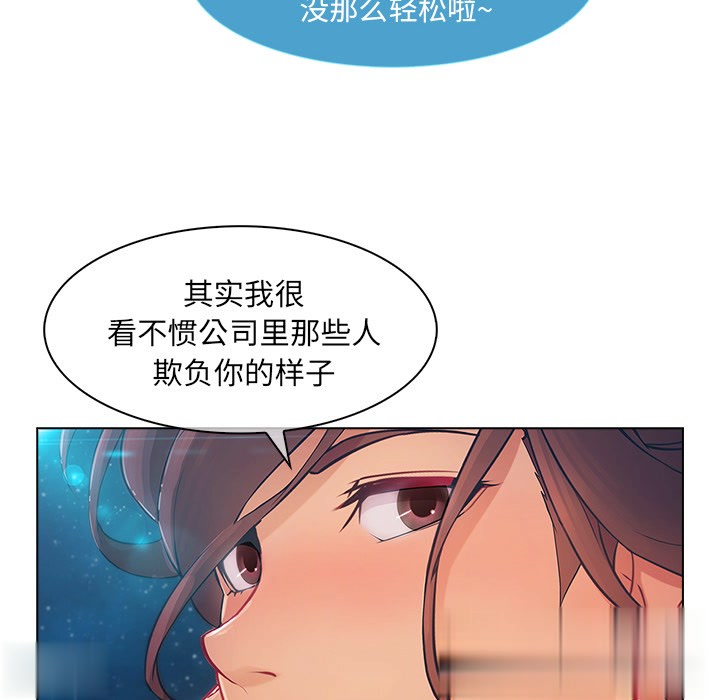 没那么轻松啦~
其实我很
看不惯公司里那些人
欺负你的样子